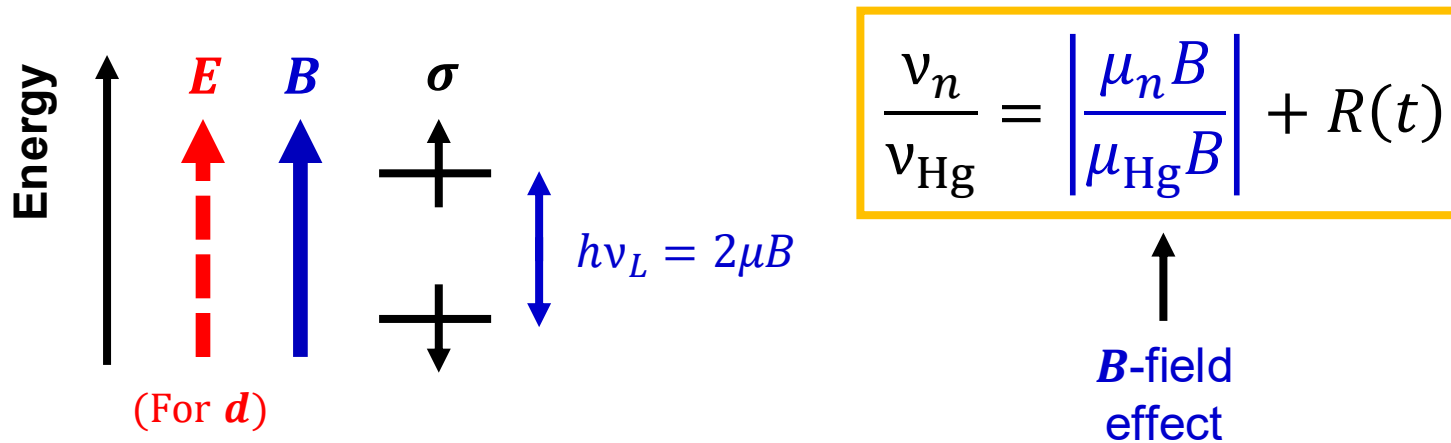 Energy
E B σ
hν_L = 2μB
(For d)
ν_n / ν_Hg = |μ_n B / μ_Hg B| + R(t)
B-field
effect